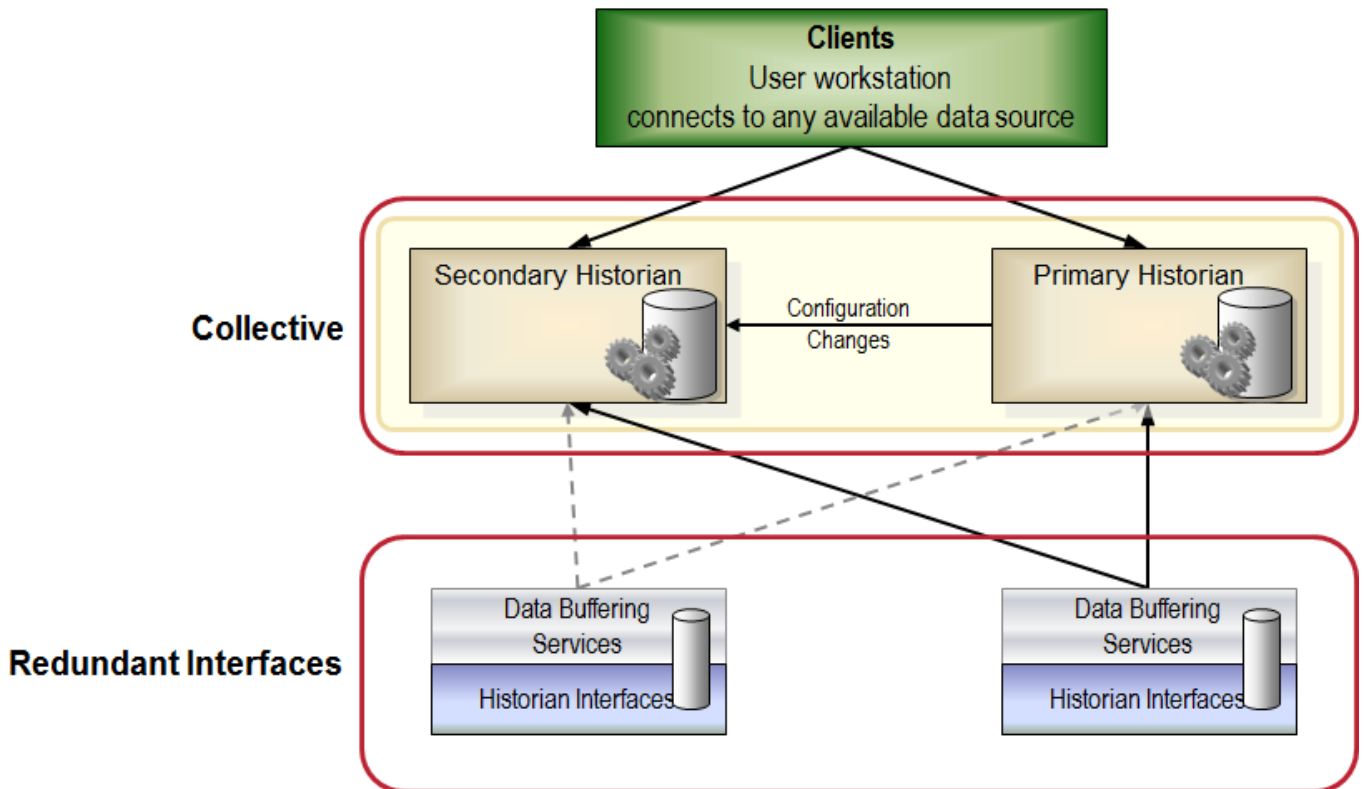 Clients
User workstation
connects to any available data source
Secondary Historian
Primary Historian
Configuration
Changes
Collective
Data Buffering
Services
Historian Interfaces
Data Buffering
Services
Historian Interfaces
Redundant Interfaces